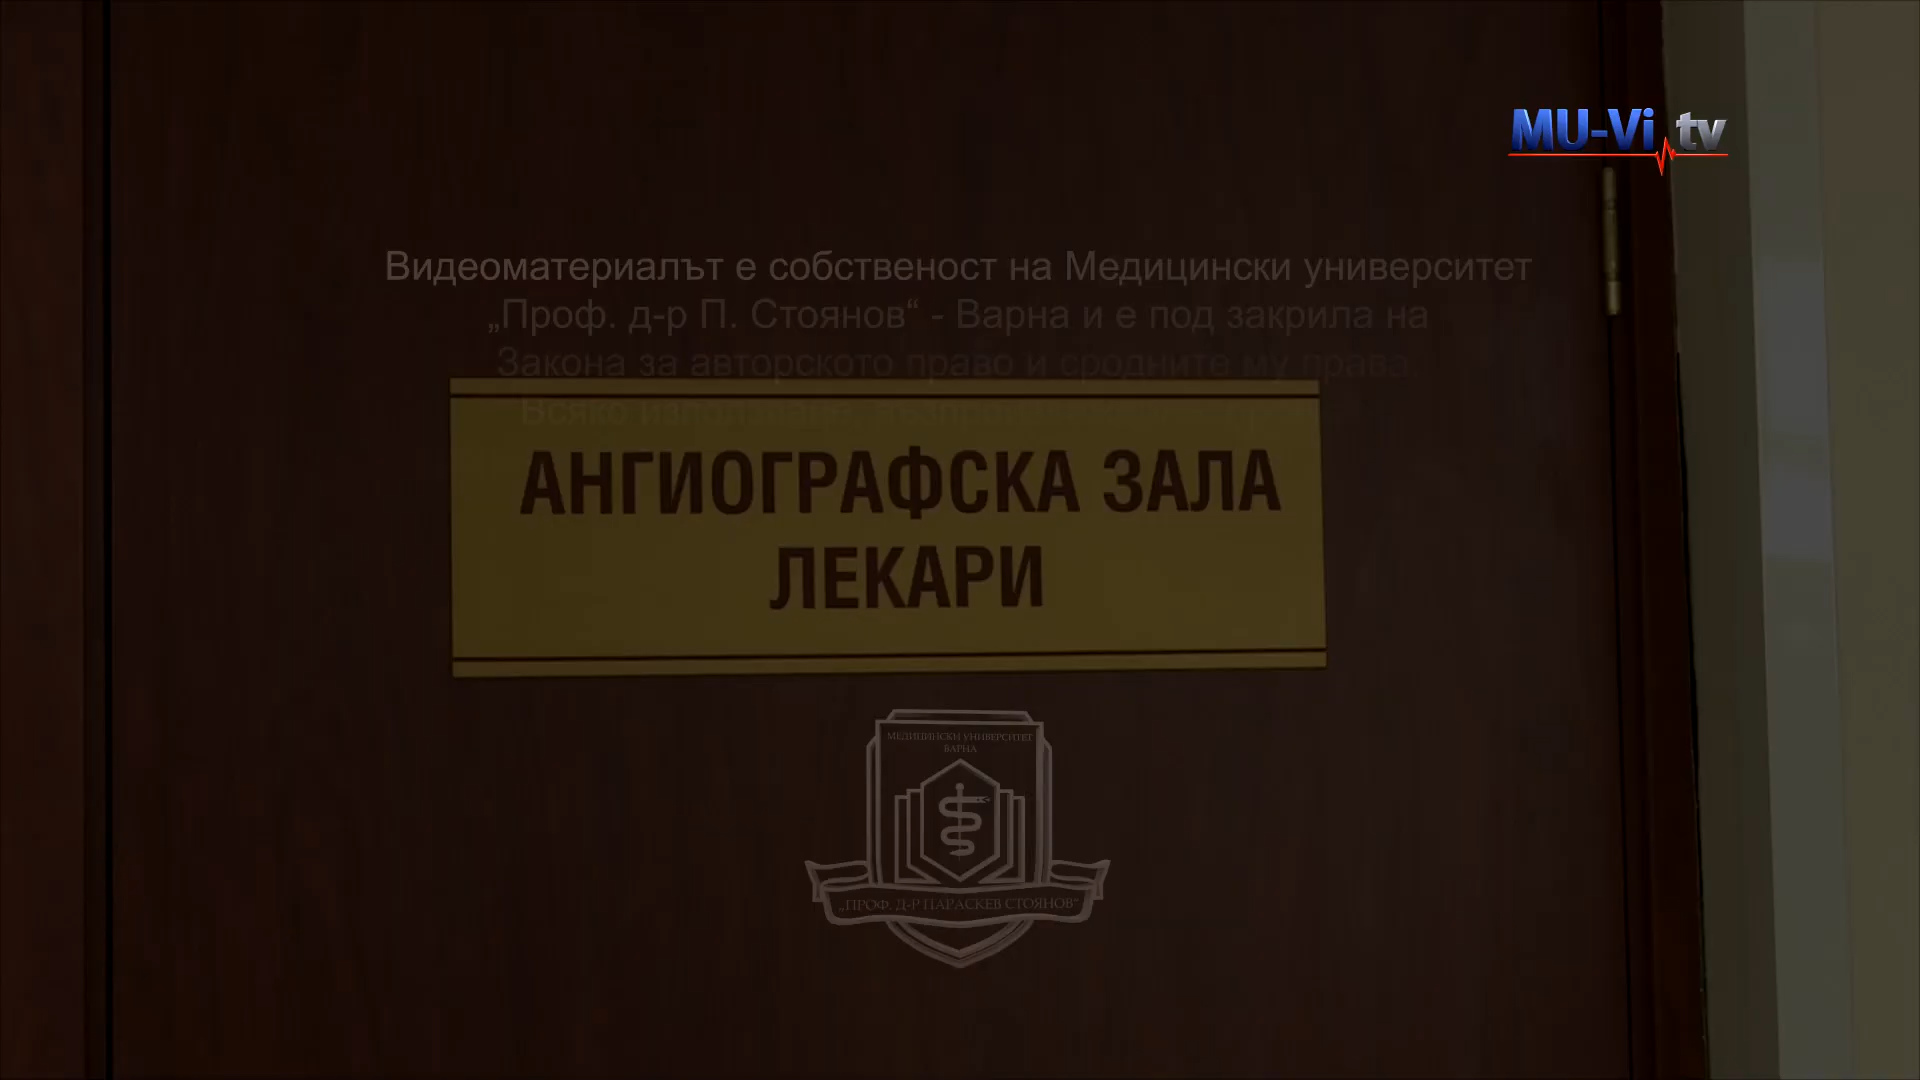 MU-Vi tv
Видеоматериалът е собственост на Медицински университет
„Проф. д-р П. Стоянов“ - Варна и е под закрила на
Закона за авторското право и сродните му права.
Всяко
АНГИОГРАФСКА ЗАЛА
ЛЕКАРИ
МЕДИЦИНСКИ УНИВЕРСИТЕТ
ВАРНА
„ПРОФ. Д-Р ПАРАСКЕВ СТОЯНОВ“